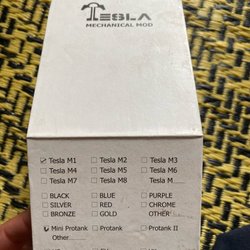 TESLA
MECHANICAL MOD
Tesla M1 Tesla M2 Tesla M3
Tesla M4 Tesla M5 Tesla M6
Tesla M7 Tesla M8 Tesla M
BLACK BLUE PURPLE
SILVER RED CHROME
BRONZE GOLD OTHER
Mini Protank Protank Protank II
Other